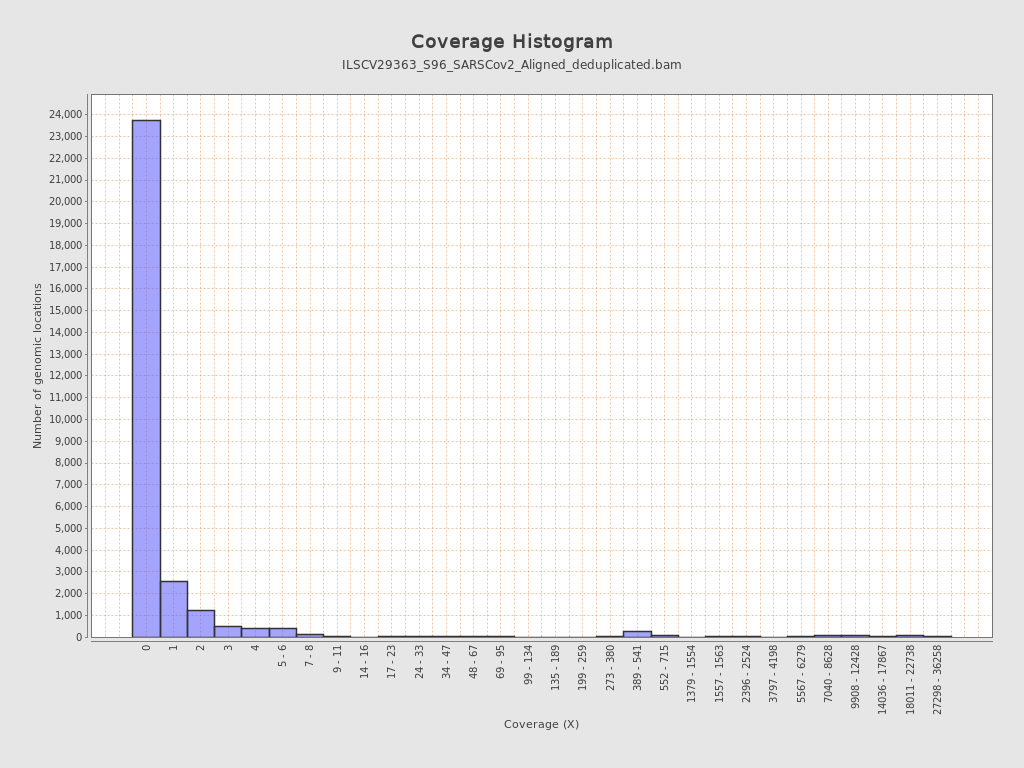 Coverage Histogram
ILSCV29363_S96_SARSCov2_Aligned_deduplicated.bam
Number of genomic locations
24,000
23,000
22,000
21,000
20,000
19,000
18,000
17,000
16,000
15,000
14,000
13,000
12,000
11,000
10,000
9,000
8,000
7,000
6,000
5,000
4,000
3,000
2,000
1,000
0
0
1
2
3
4
5 - 6
7 - 8
9 - 11
14 - 16
17 - 23
24 - 33
34 - 47
48 - 67
69 - 95
99 - 134
135 - 189
199 - 259
273 - 380
389 - 541
552 - 715
1379 - 1554
1557 - 1563
2396 - 2524
3797 - 4198
5567 - 6279
7040 - 8628
9908 - 12428
14036 - 17867
18011 - 22738
27298 - 36258
Coverage (X)